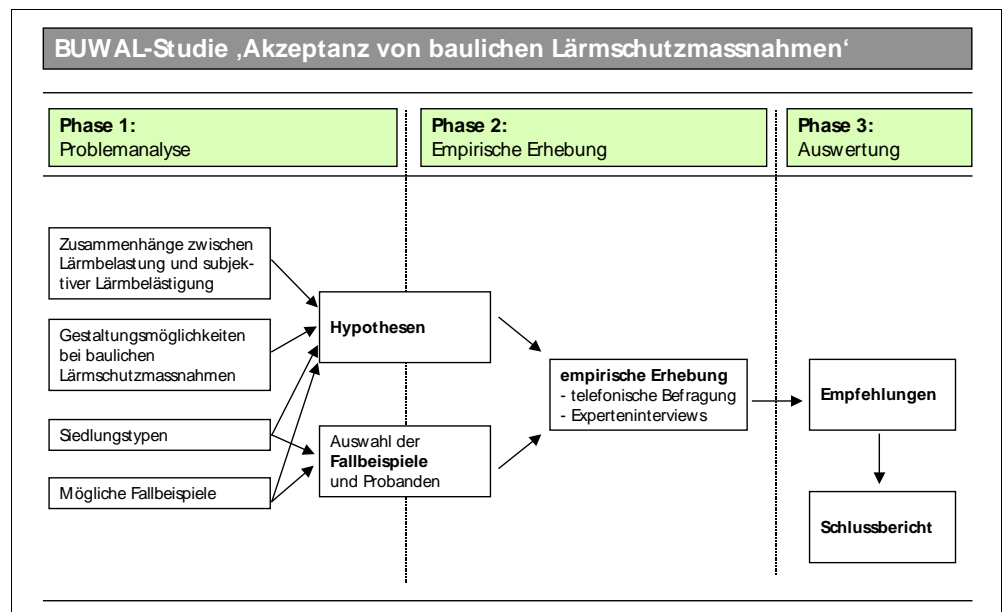 BUWAL-Studie ‚Akzeptanz von baulichen Lärmschutzmassnahmen‘
Phase 1:
Problemanalyse
Phase 2:
Empirische Erhebung
Phase 3:
Auswertung
Zusammenhänge zwischen
Lärmbelastung und subjek-
tiver Lärmbelästigung
Gestaltungsmöglichkeiten
bei baulichen
Lärmschutzmassnahmen
Siedlungstypen
Mögliche Fallbeispiele
Hypothesen
Auswahl der
Fallbeispiele
und Probanden
empirische Erhebung
- telefonische Befragung
- Experteninterviews
Empfehlungen
Schlussbericht